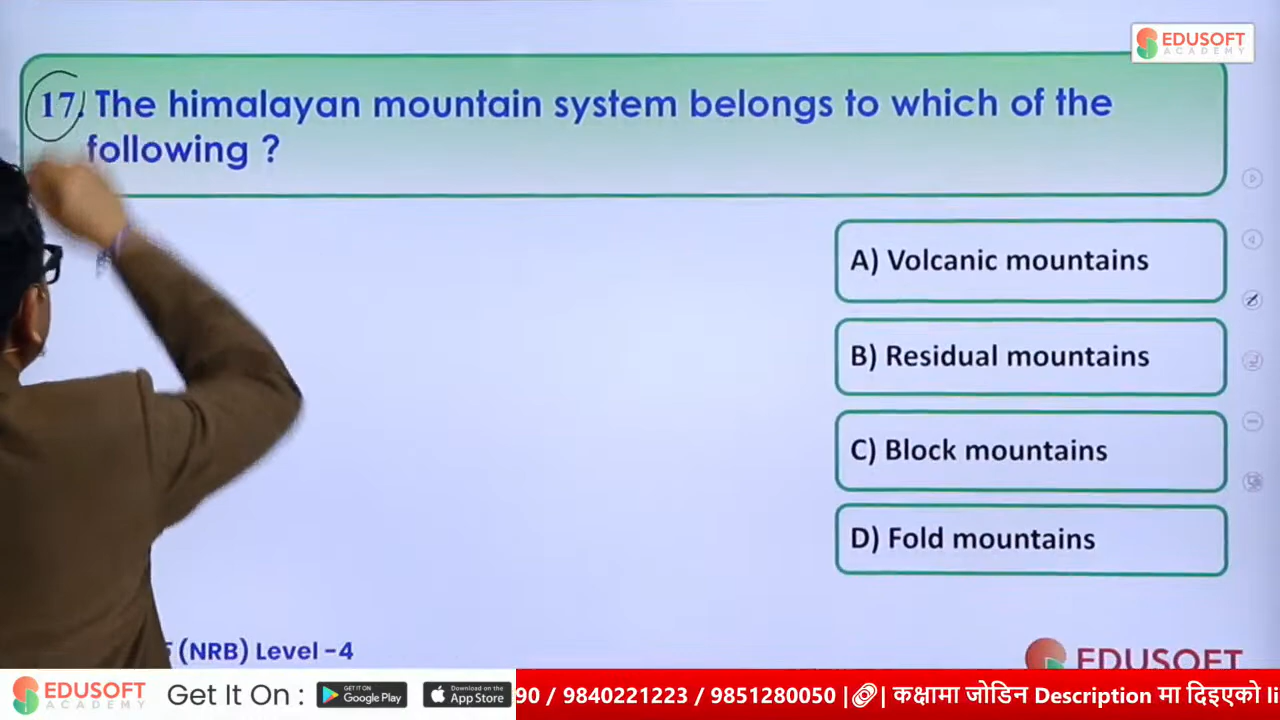 EDUSOFT
ACADEMY
17. The himalayan mountain system belongs to which of the
following ?
A) Volcanic mountains
B) Residual mountains
C) Block mountains
D) Fold mountains
(NRB) Level -4
EDUSOFT
EDUSOFT
ACADEMY
Get It On :
GET IT ON
Google Play
Download on the
App Store
90 / 9840221223 / 9851280050 | | कक्षामा जोडिन Description मा दिइएको li